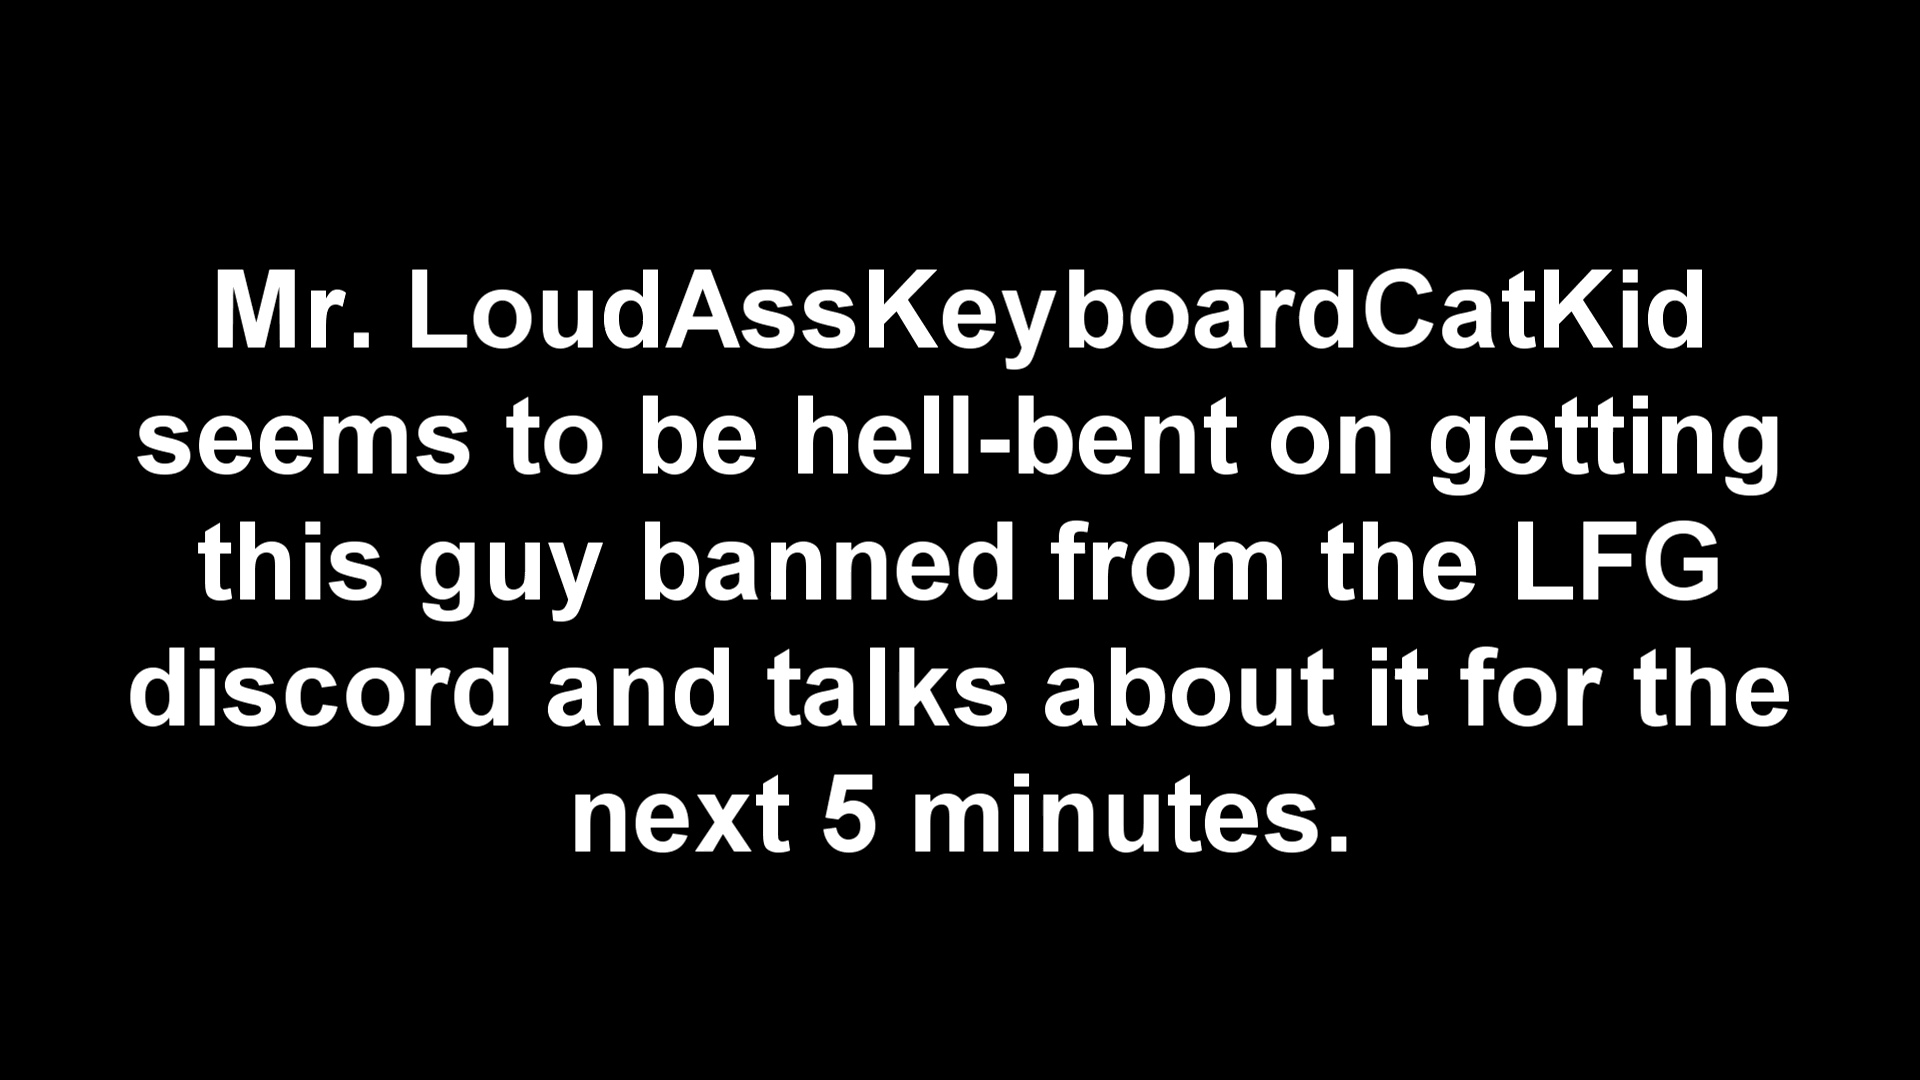 Mr. LoudAssKeyboardCatKid
seems to be hell-bent on getting
this guy banned from the LFG
discord and talks about it for the
next 5 minutes.